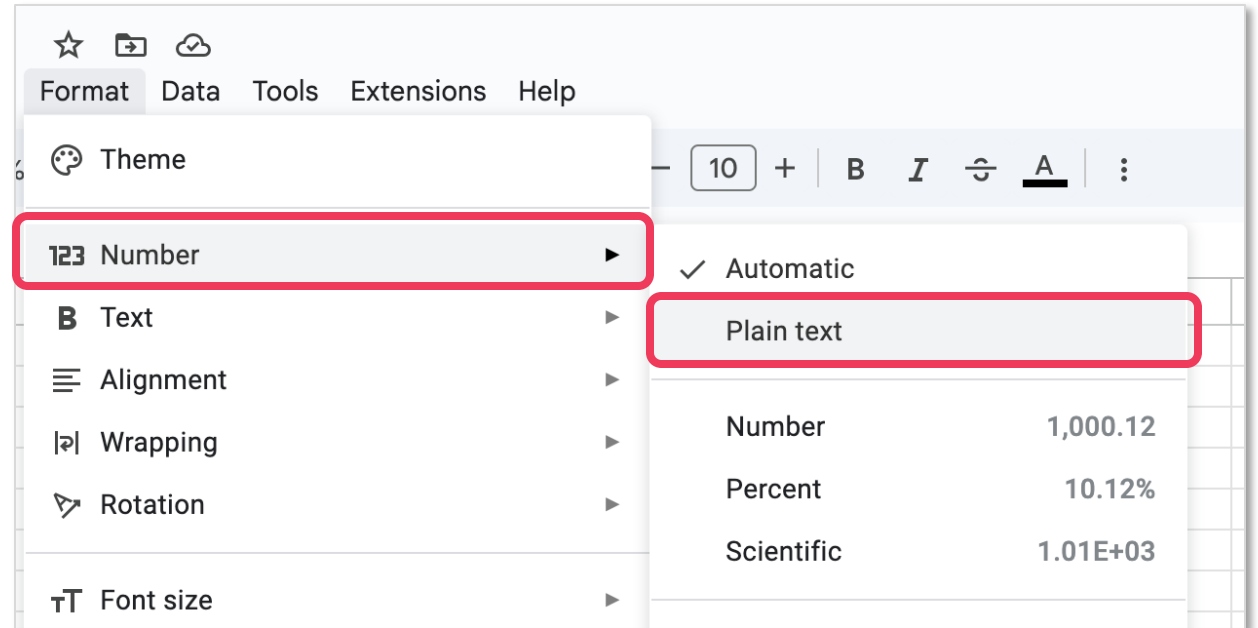 Format Data Tools Extensions Help
Theme
10 B I S A
123 Number
Automatic
B Text
Plain text
Alignment
Wrapping
Number 1,000.12
Rotation
Percent 10.12%
Scientific 1.01E+03
TT Font size